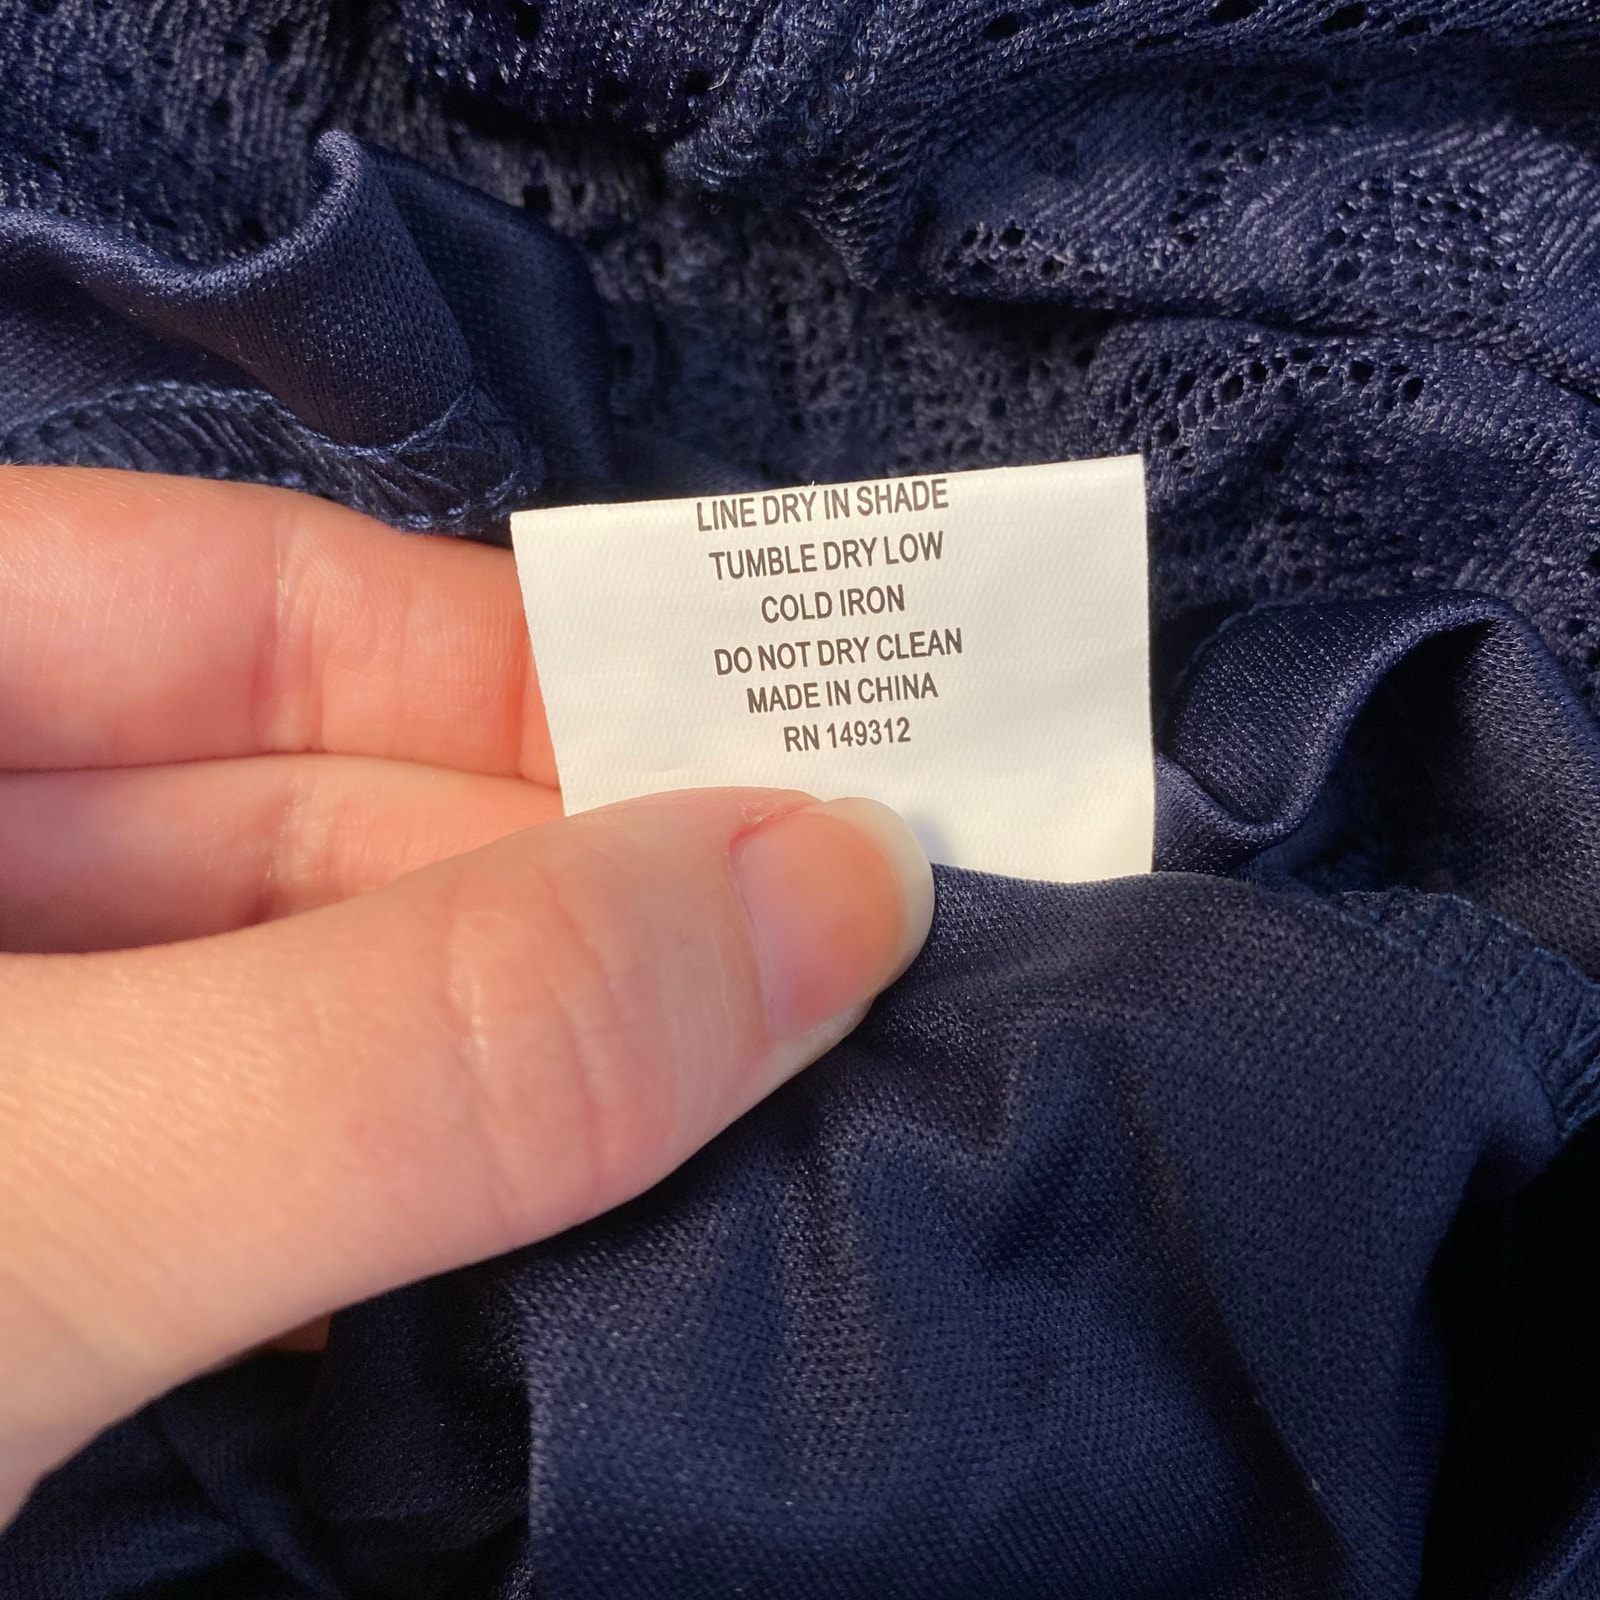 LINE DRY IN SHADE
TUMBLE DRY LOW
COLD IRON
DO NOT DRY CLEAN
MADE IN CHINA
RN 149312